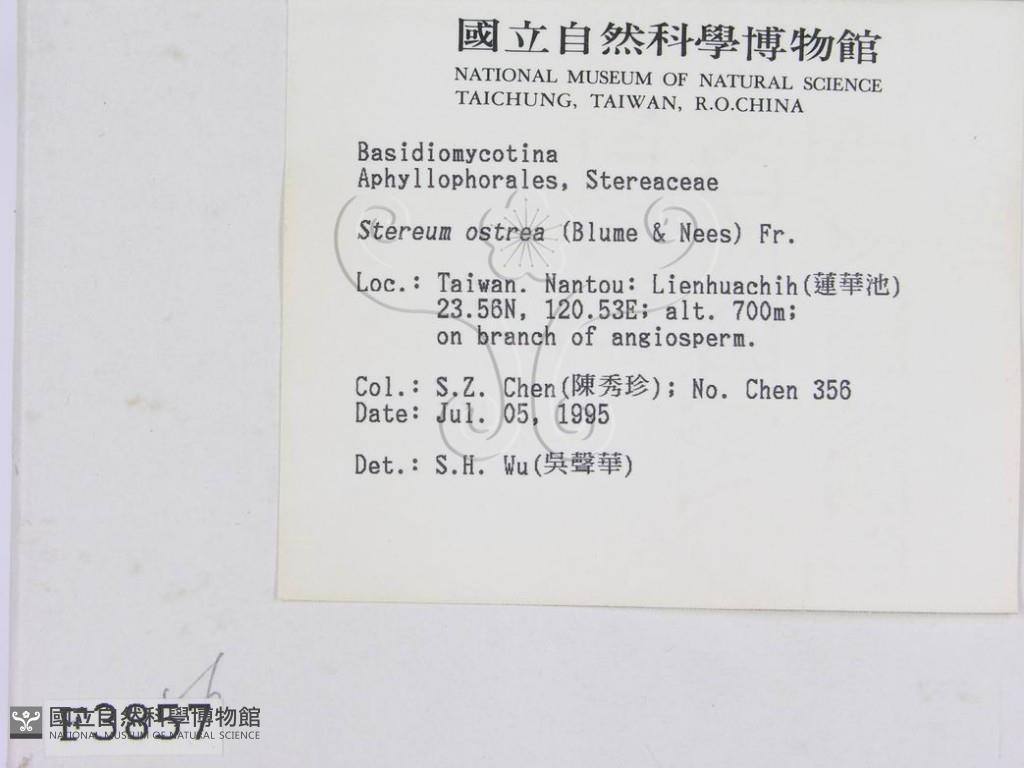 國立自然科學博物館
NATIONAL MUSEUM OF NATURAL SCIENCE
TAICHUNG, TAIWAN, R.O.CHINA
Basidiomycotina
Aphyllophorales, Stereaceae
Stereum ostrea (Blume & Nees) Fr.
Loc.: Taiwan. Nantou: Lienhuachih(蓮華池)
23.56N, 120.53E; alt. 700m;
on branch of angiosperm.
Col.: S.Z. Chen(陳秀珍); No. Chen 356
Date: Jul. 05, 1995
Det.: S.H. Wu(吳聲華)
F3857
國立自然科學博物館
NATIONAL MUSEUM OF NATURAL SCIENCE